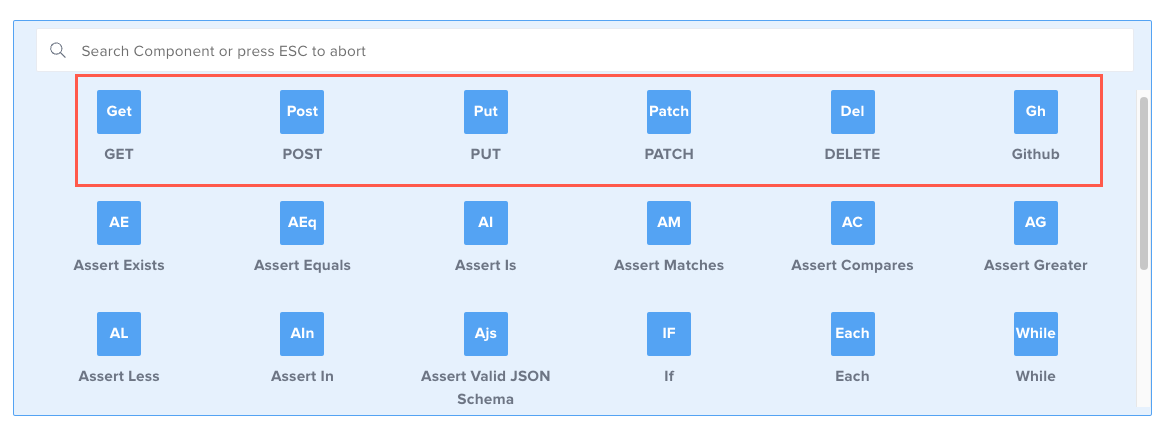 Search Component or press ESC to abort
Get Post Put Patch Del Gh
GET POST PUT PATCH DELETE Github
AE AEq AI AM AC AG
Assert Exists Assert Equals Assert Is Assert Matches Assert Compares Assert Greater
AL AIn Ajs IF Each While
Assert Less Assert In Assert Valid JSON If Each While
Schema